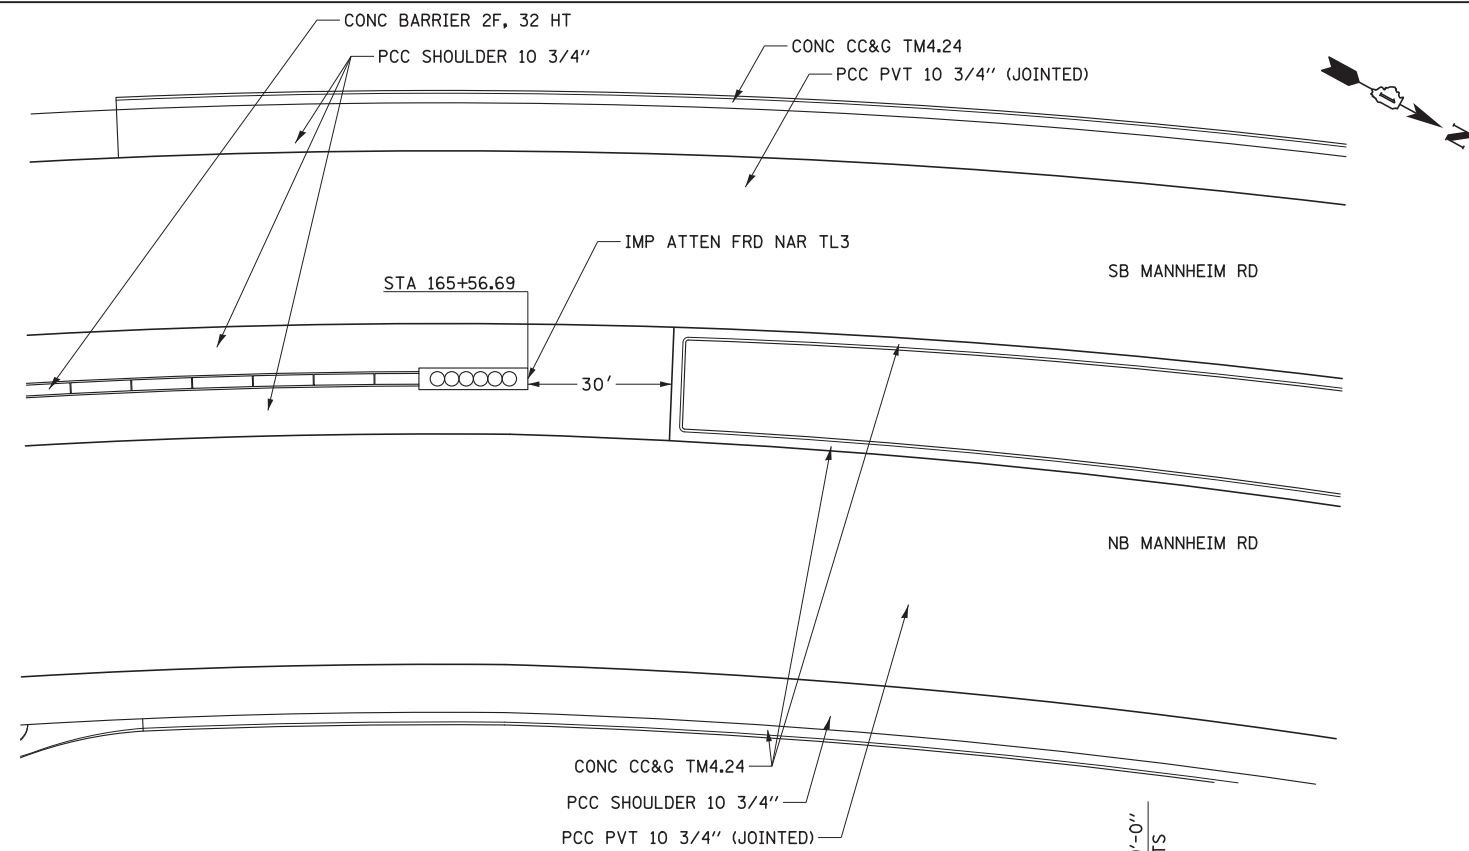 CONC BARRIER 2F, 32 HT
PCC SHOULDER 10 3/4"
CONC CC&G TM4.24
PCC PVT 10 3/4" (JOINTED)
N
IMP ATTEN FRD NAR TL3
SB MANNHEIM RD
STA 165+56.69
30'
NB MANNHEIM RD
CONC CC&G TM4.24
PCC SHOULDER 10 3/4"
PCC PVT 10 3/4" (JOINTED)
'-0"
TS